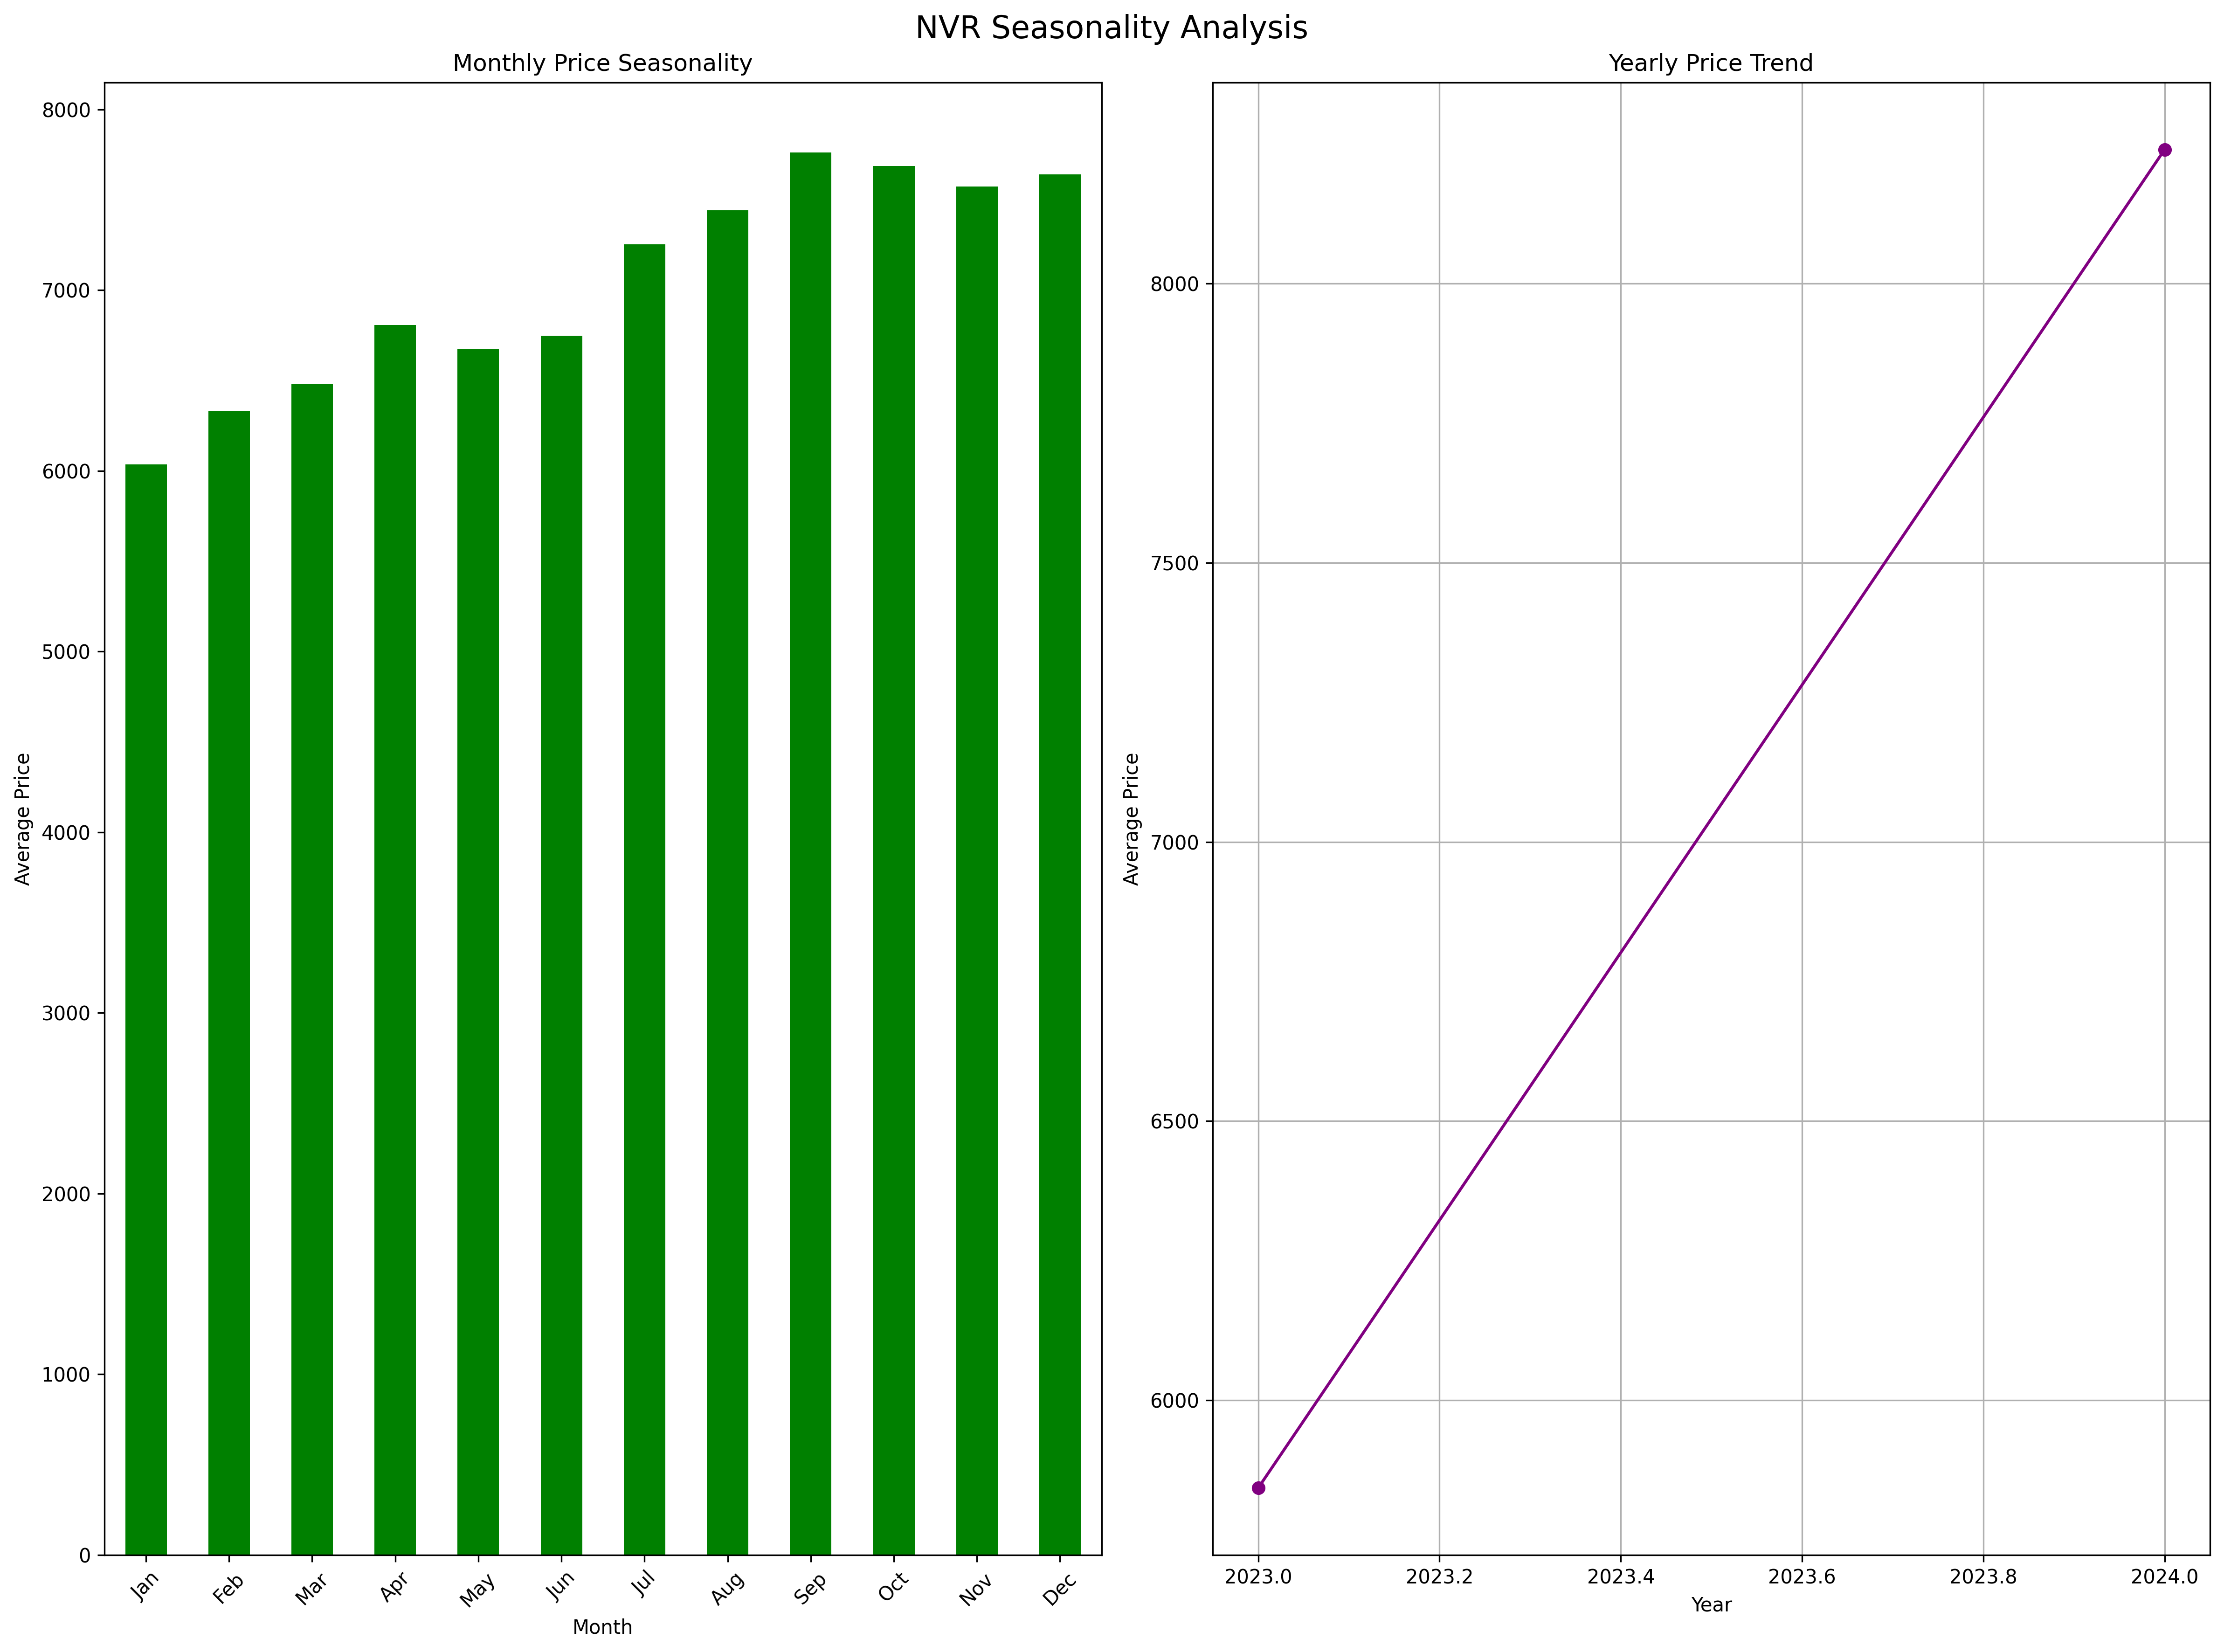 NVR Seasonality Analysis
Monthly Price Seasonality
8000
7000
6000
5000
4000
3000
2000
1000
0
Average Price
Jan
Feb
Mar
Apr
May
Jun
Jul
Aug
Sep
Oct
Nov
Dec
Month
Yearly Price Trend
8000
7500
7000
6500
6000
Average Price
2023.0
2023.2
2023.4
2023.6
2023.8
2024.0
Year